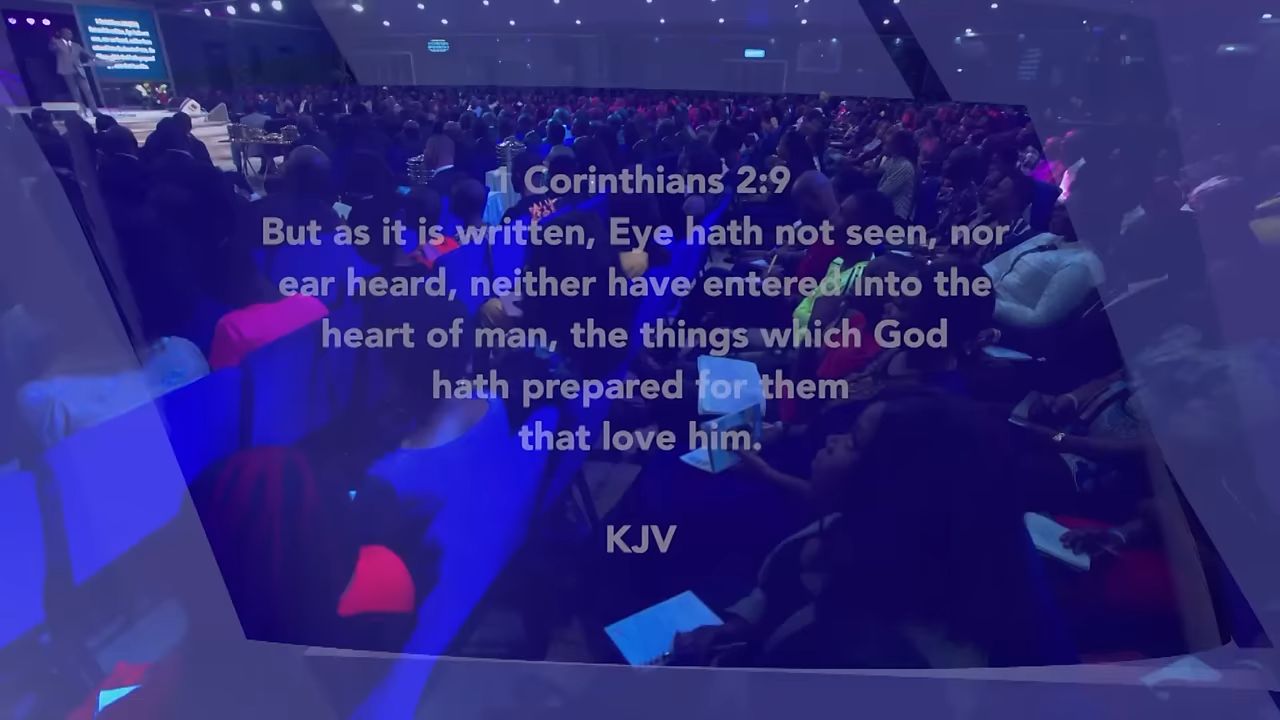 1 Corinthians 2:9
But as it is written, Eye hath not seen, nor
ear heard, neither have entered into the
heart of man, the things which God
hath prepared for them
that love him.
KJV